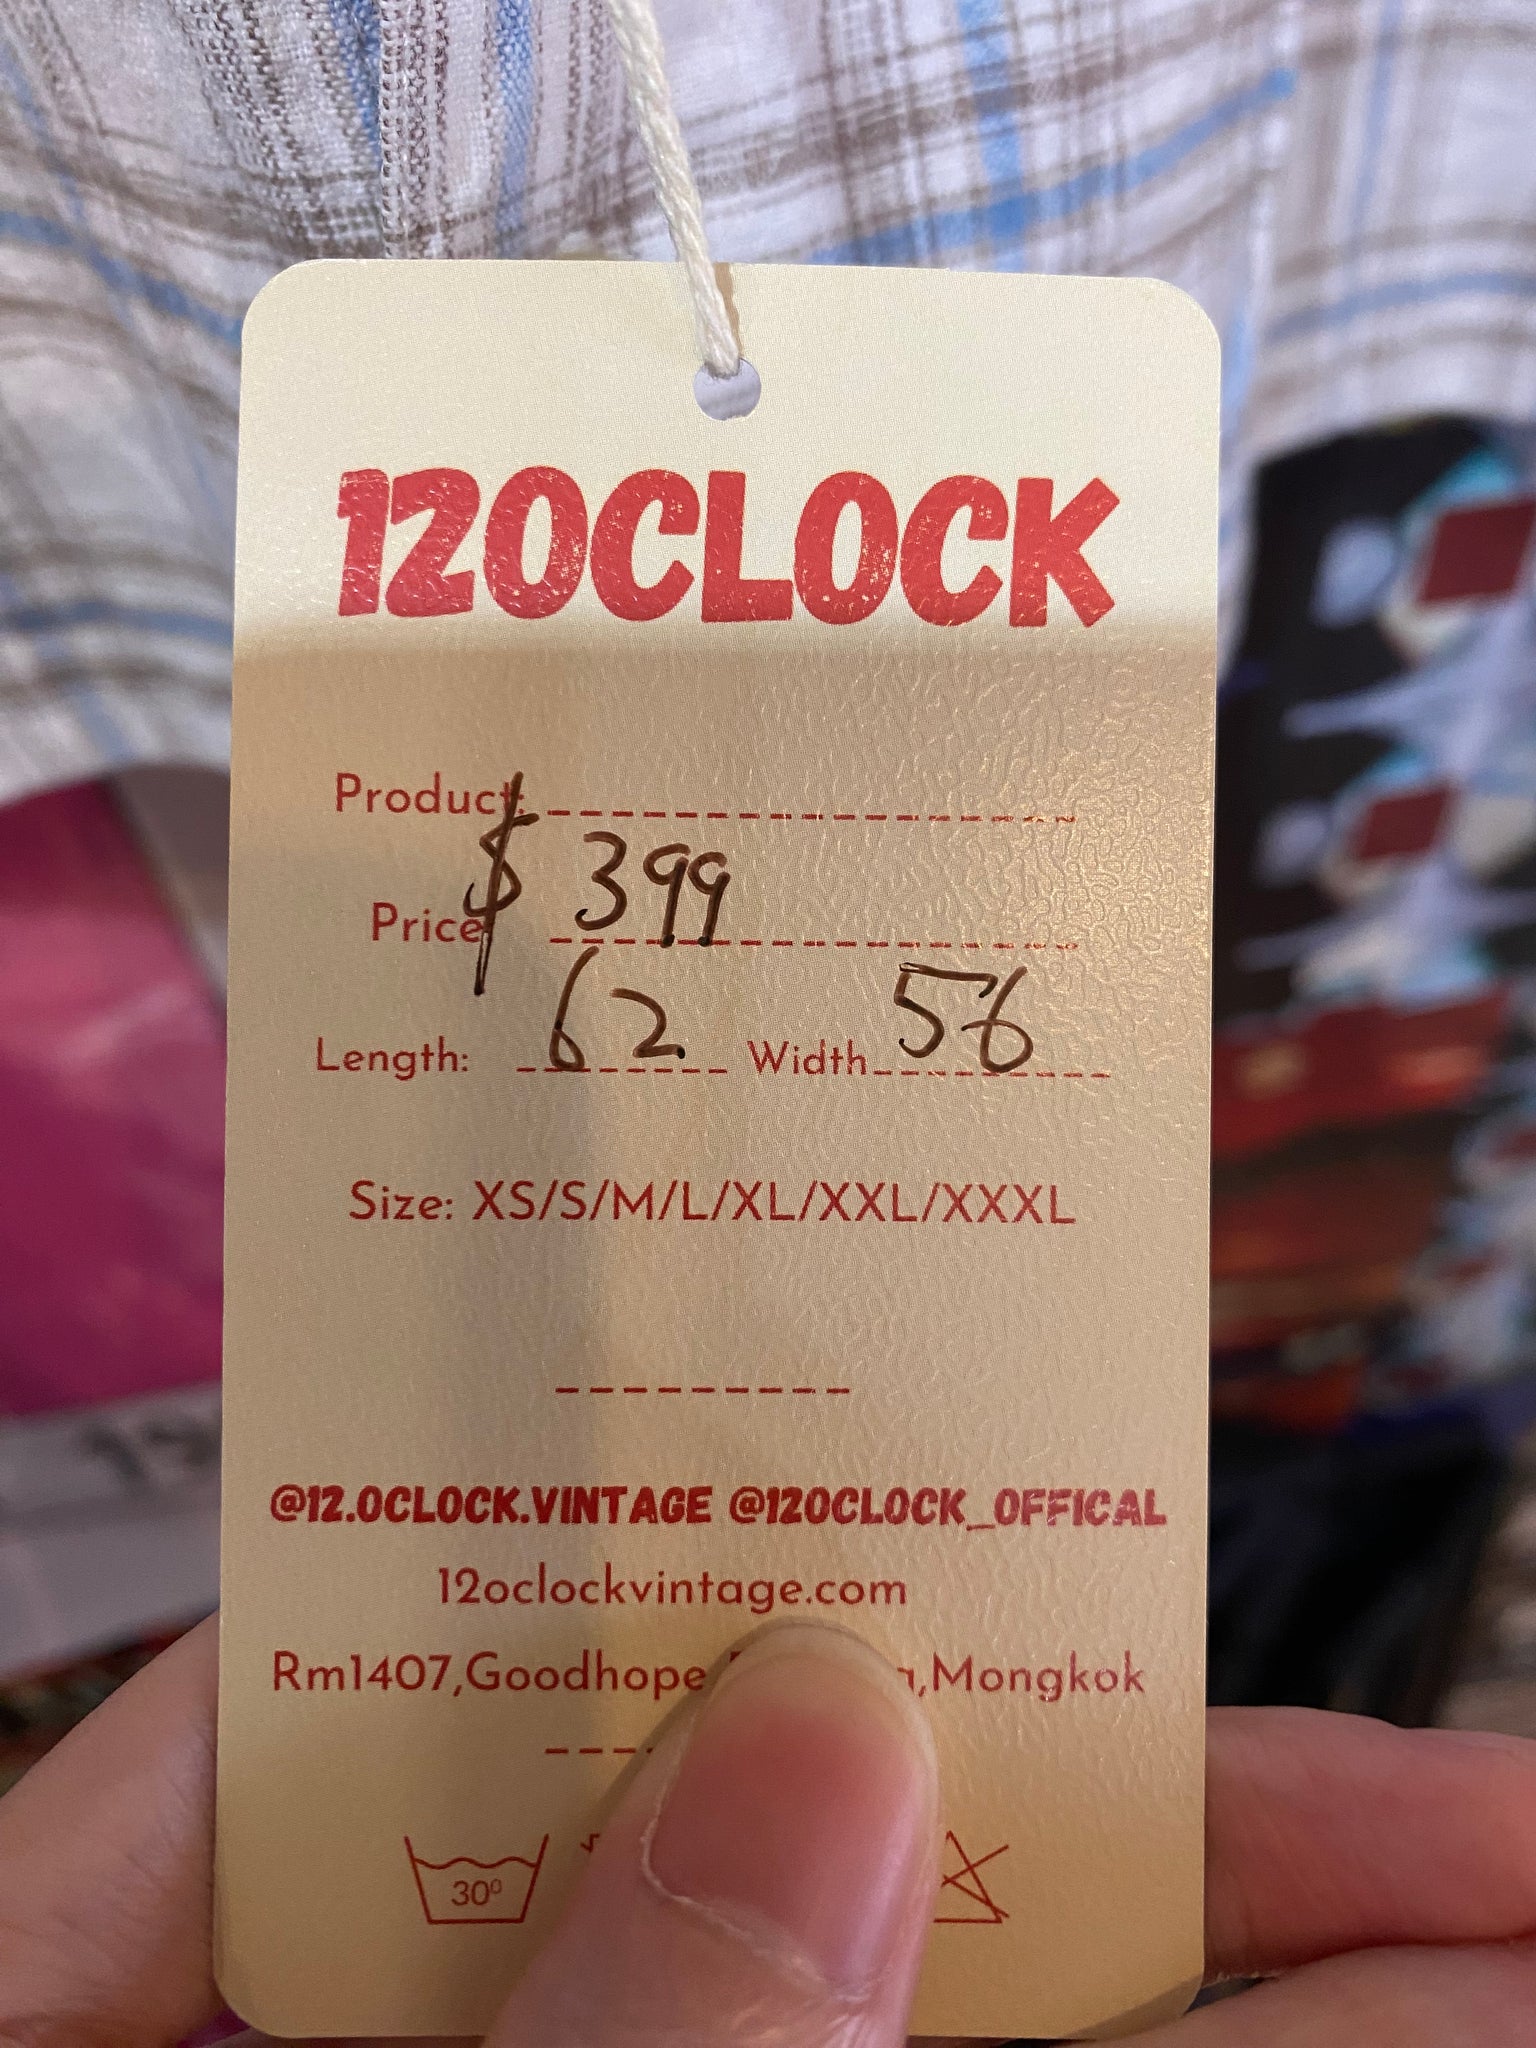 12OCLOCK
Product:
Price $ 399
Length: 62 Width 56
Size: XS/S/M/L/XL/XXL/XXXL
@12.OCLOCK.VINTAGE @12OCLOCK_OFFICAL
12oclockvintage.com
Rm1407,Goodhope ,Mongkok
30⁰